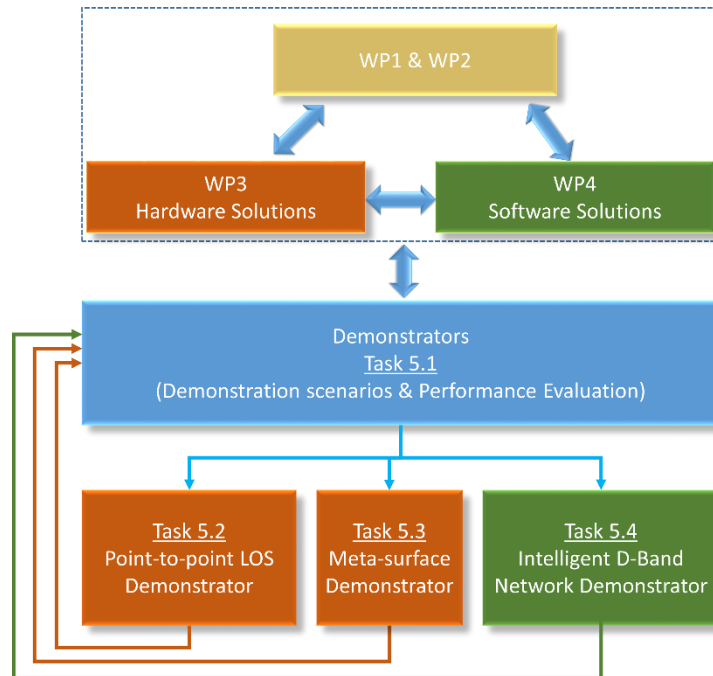 WP1 & WP2
WP3
Hardware Solutions
WP4
Software Solutions
Demonstrators
Task 5.1
(Demonstration scenarios & Performance Evaluation)
Task 5.2
Point-to-point LOS
Demonstrator
Task 5.3
Meta-surface
Demonstrator
Task 5.4
Intelligent D-Band
Network Demonstrator